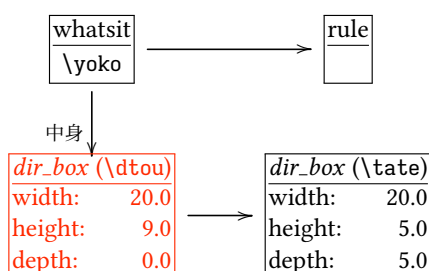 whatsit
\yoko
rule
中身
dir_box (\dtou)
width: 20.0
height: 9.0
depth: 0.0
dir_box (\tate)
width: 20.0
height: 5.0
depth: 5.0